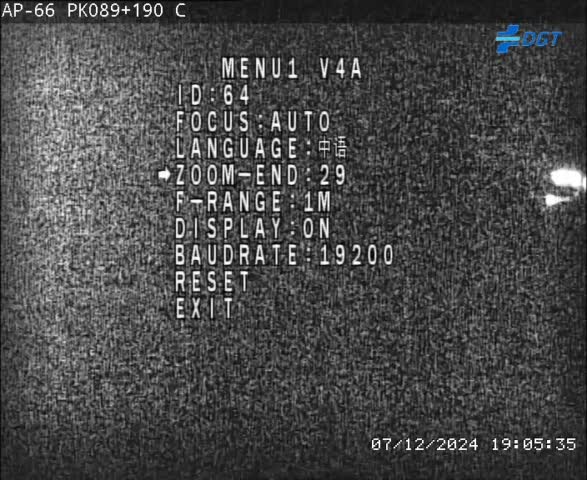 AP-66 PK089+190 C
DGT
MENU1 V4A
ID:64
FOCUS:AUTO
LANGUAGE:中语
ZOOM-END:29
F-RANGE:1M
DISPLAY:ON
BAUDRATE:19200
RESET
EXIT
07/12/2024 19:05:35